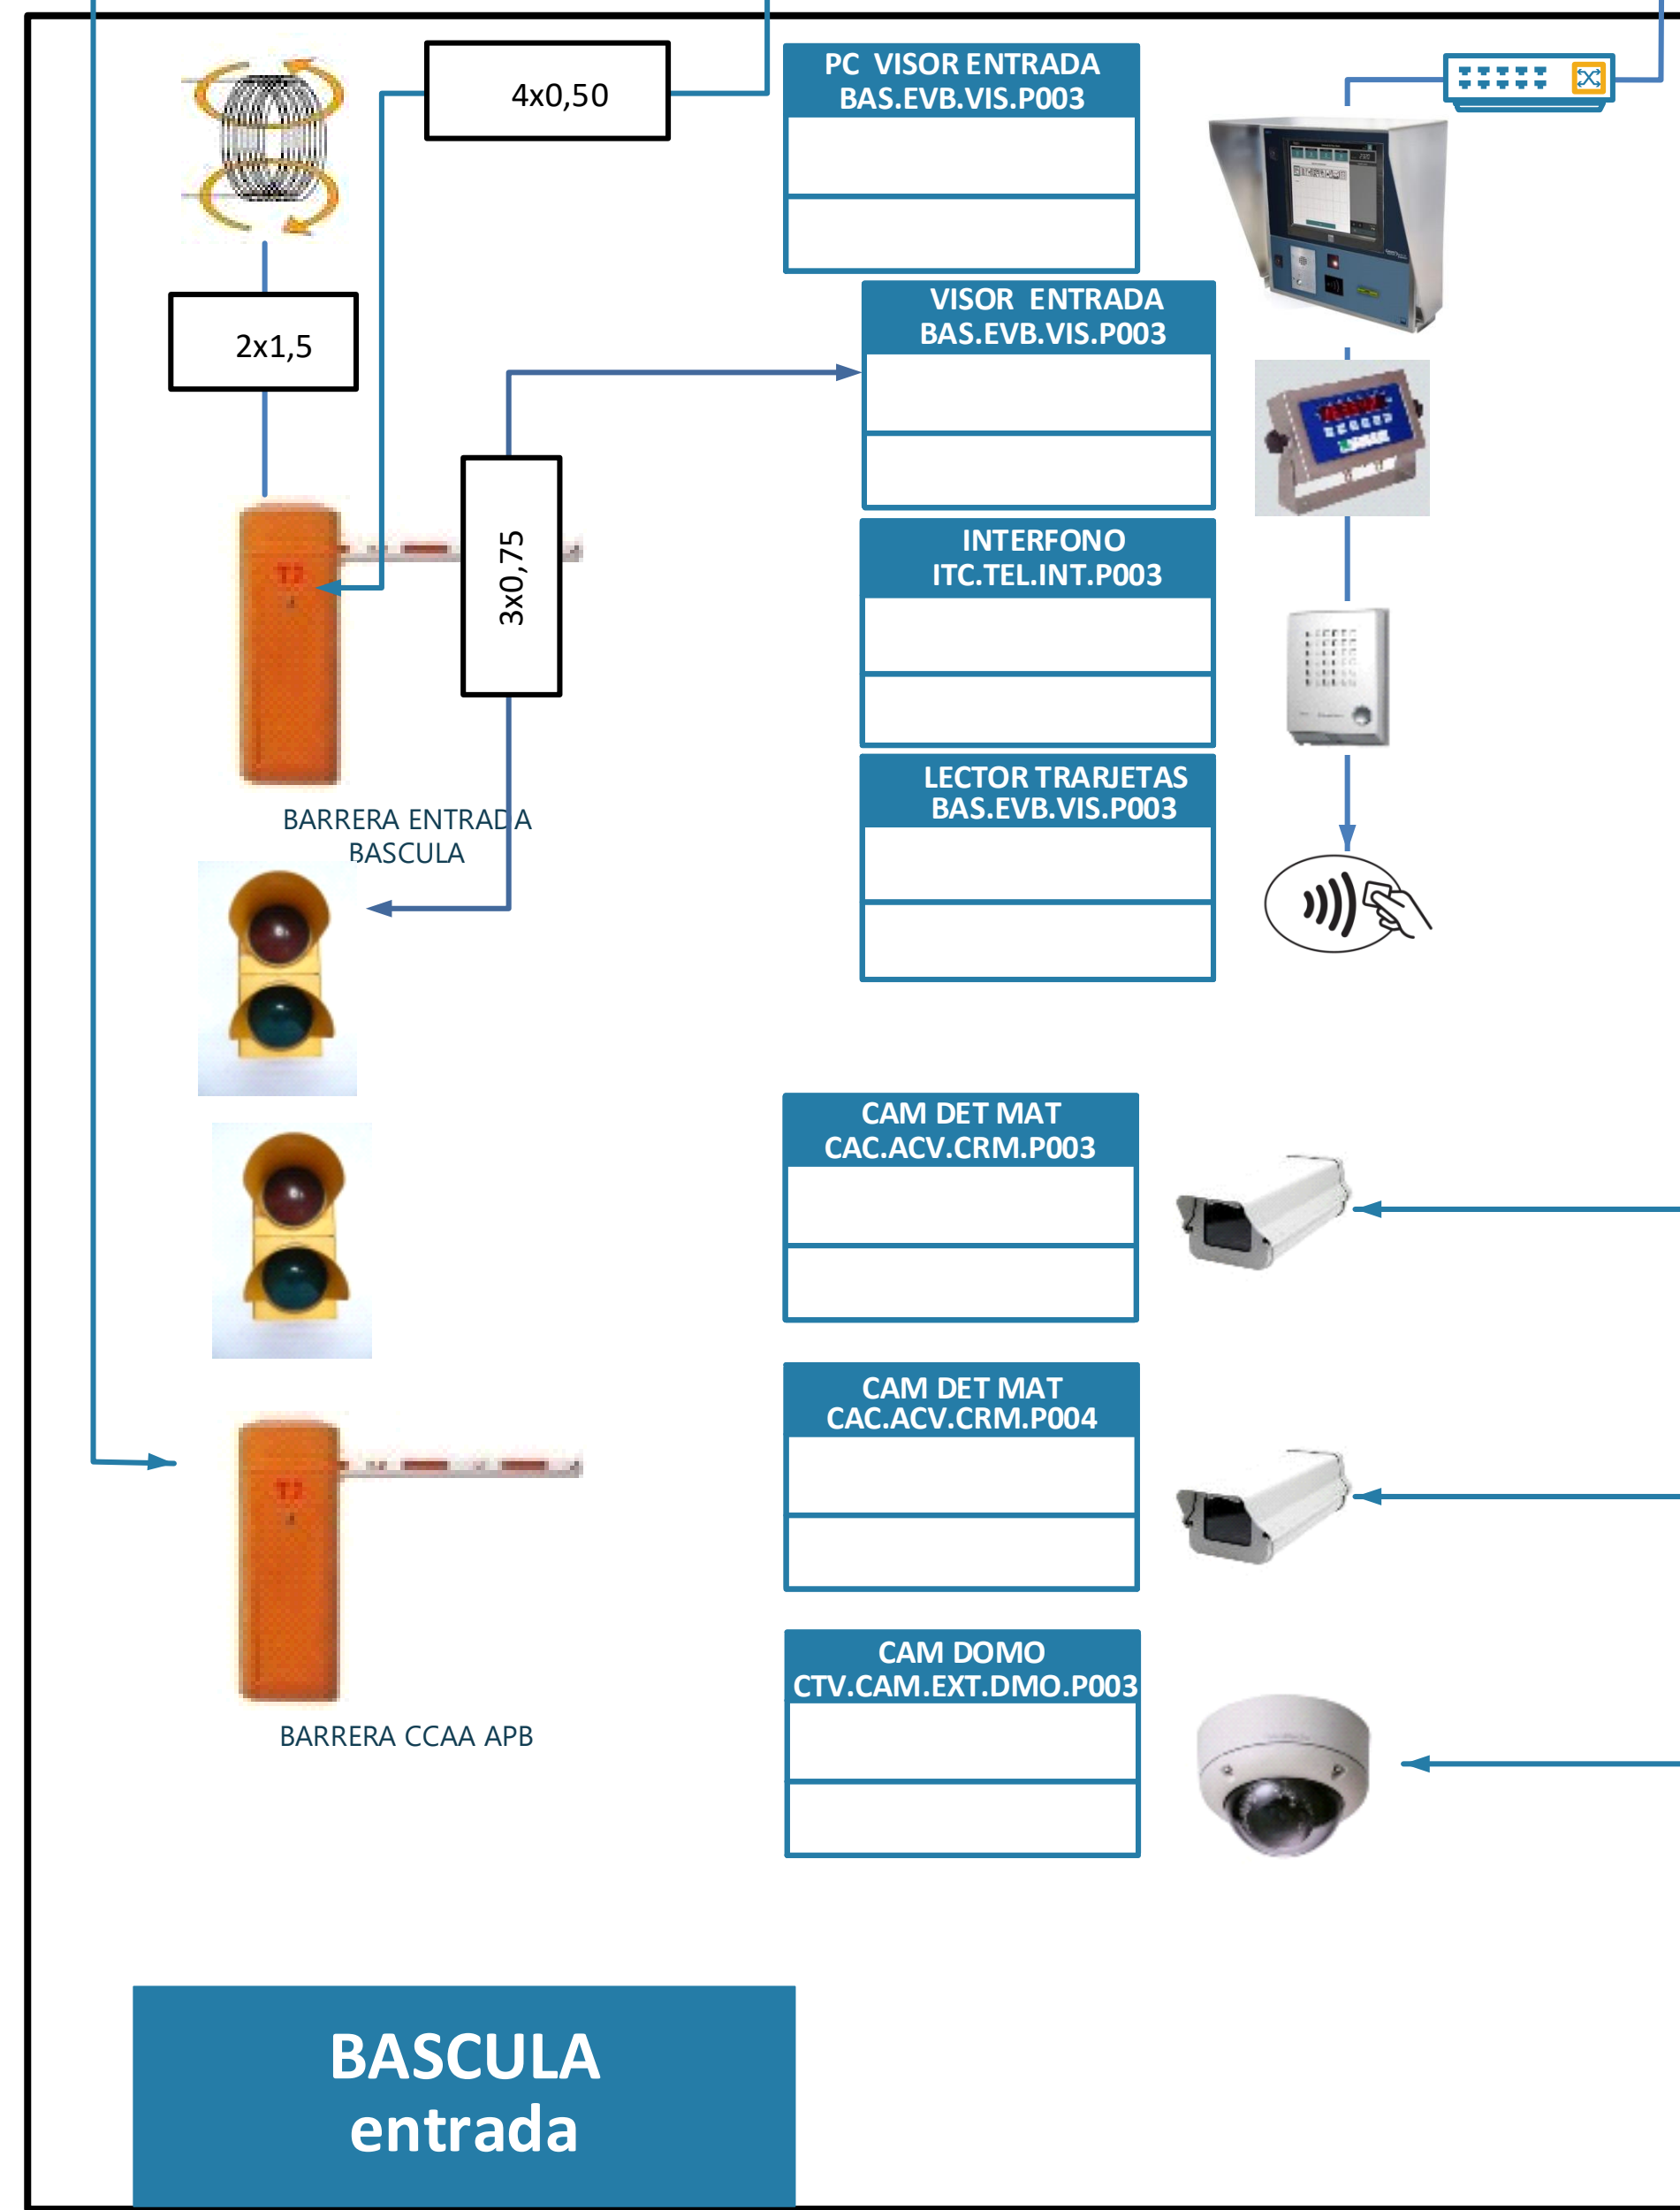 4x0,50
PC VISOR ENTRADA
BAS.EVB.VIS.P003
2x1,5
VISOR ENTRADA
BAS.EVB.VIS.P003
3x0,75
INTERFONO
ITC.TEL.INT.P003
LECTOR TRARJETAS
BAS.EVB.VIS.P003
BARRERA ENTRADA
BASCULA
CAM DET MAT
CAC.ACV.CRM.P003
CAM DET MAT
CAC.ACV.CRM.P004
CAM DOMO
CTV.CAM.EXT.DMO.P003
BARRERA CCAA APB
BASCULA
entrada